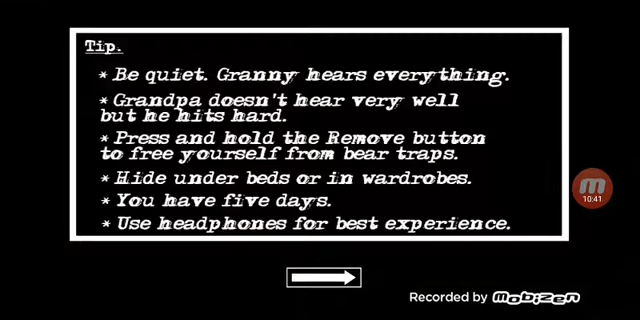 Tip.
* Be quiet. Granny hears everything.
* Grandpa doesn't hear very well
but he hits hard.
* Press and hold the Remove button
to free yourself from bear traps.
* Hide under beds or in wardrobes.
* You have five days.
* Use headphones for best experience.
10:41
Recorded by mobizen